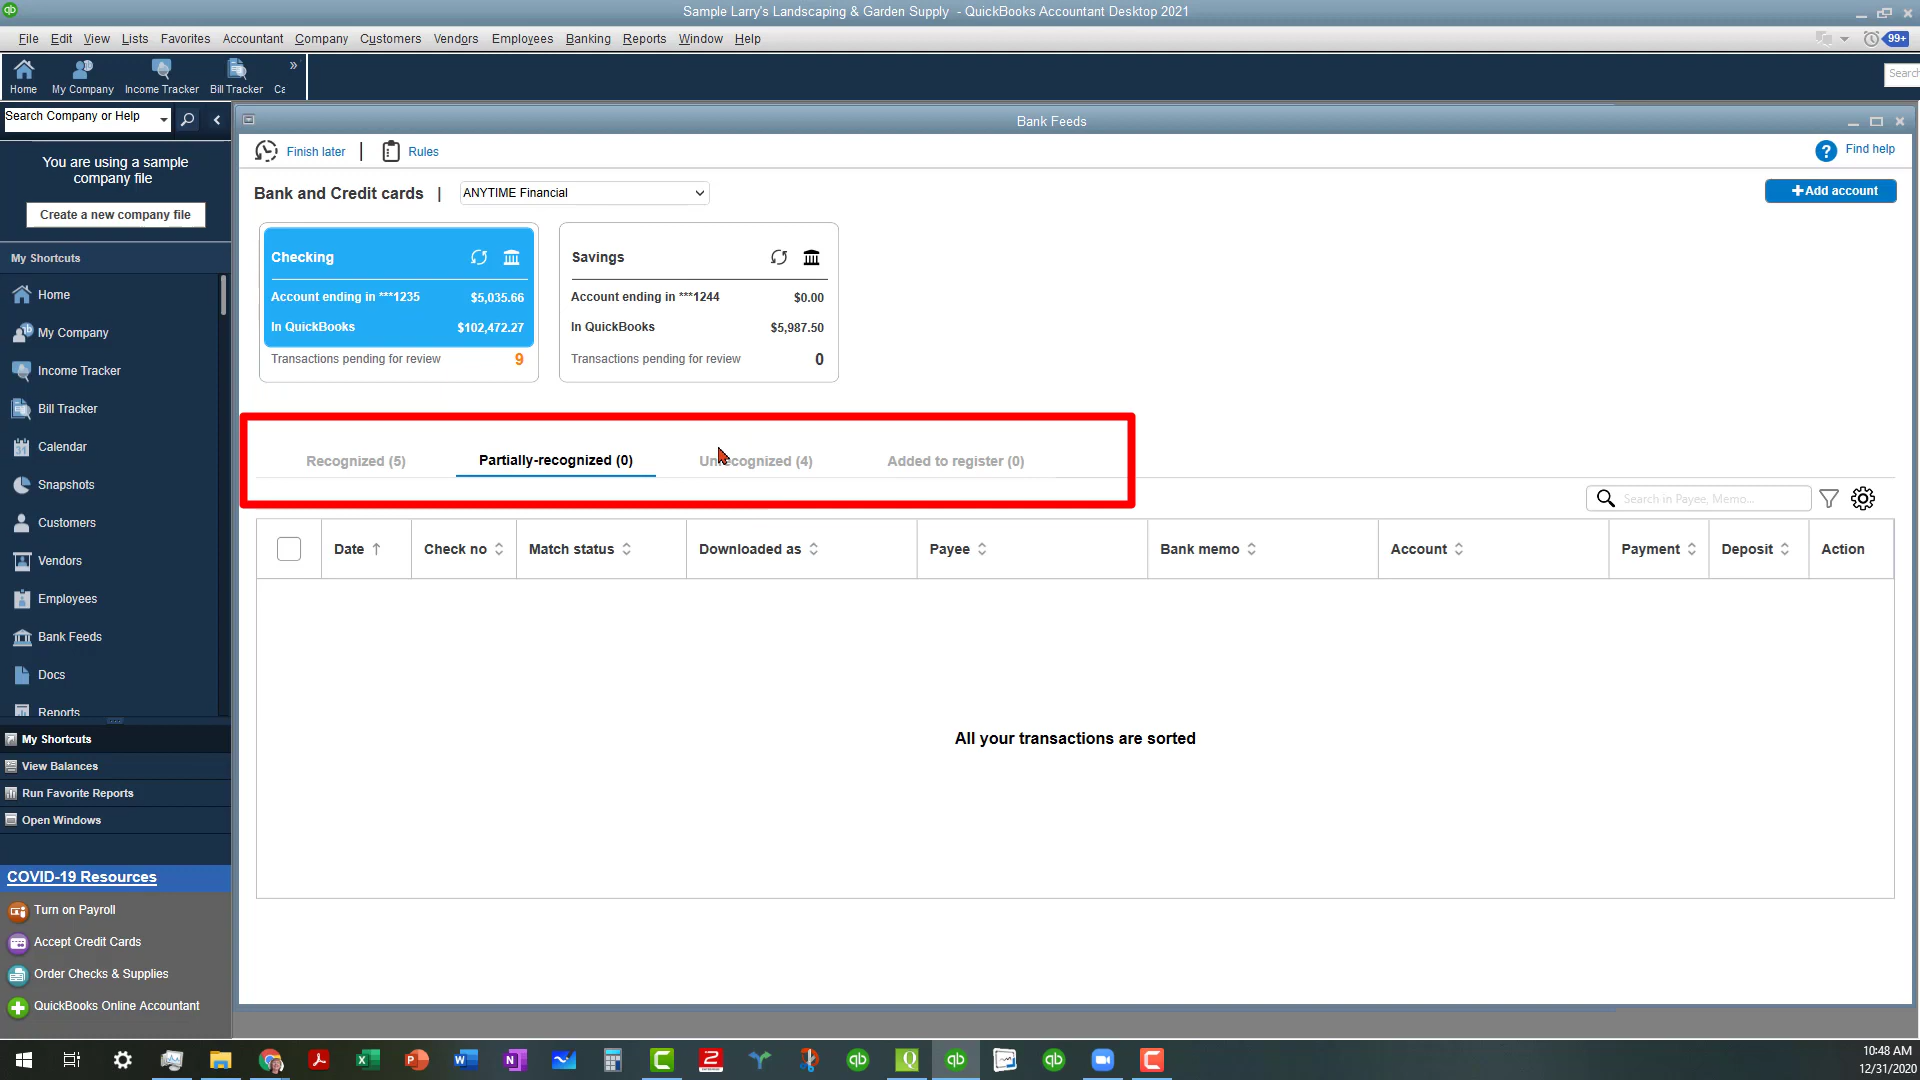 qb
Sample Larry's Landscaping & Garden Supply - QuickBooks Accountant Desktop 2021
File Edit View Lists Favorites Accountant Company Customers Vendors Employees Banking Reports Window Help
99+
Home My Company Income Tracker Bill Tracker Ca
»
Search
Search Company or Help
You are using a sample
company file
Create a new company file
My Shortcuts
Home
My Company
Income Tracker
Bill Tracker
Calendar
Snapshots
Customers
Vendors
Employees
Bank Feeds
Docs
Reports
My Shortcuts
View Balances
Run Favorite Reports
Open Windows
COVID-19 Resources
Turn on Payroll
Accept Credit Cards
Order Checks & Supplies
QuickBooks Online Accountant
Bank Feeds
Finish later | Rules
? Find help
Bank and Credit cards | ANYTIME Financial
+Add account
Checking
Account ending in ***1235 $5,035.66
In QuickBooks $102,472.27
Transactions pending for review 9
Savings
Account ending in ***1244 $0.00
In QuickBooks $5,987.50
Transactions pending for review 0
Recognized (5) Partially-recognized (0) Unrecognized (4) Added to register (0)
Search in Payee, Memo...
Date Check no Match status Downloaded as Payee Bank memo Account Payment Deposit Action
All your transactions are sorted
10:48 AM
12/31/2020